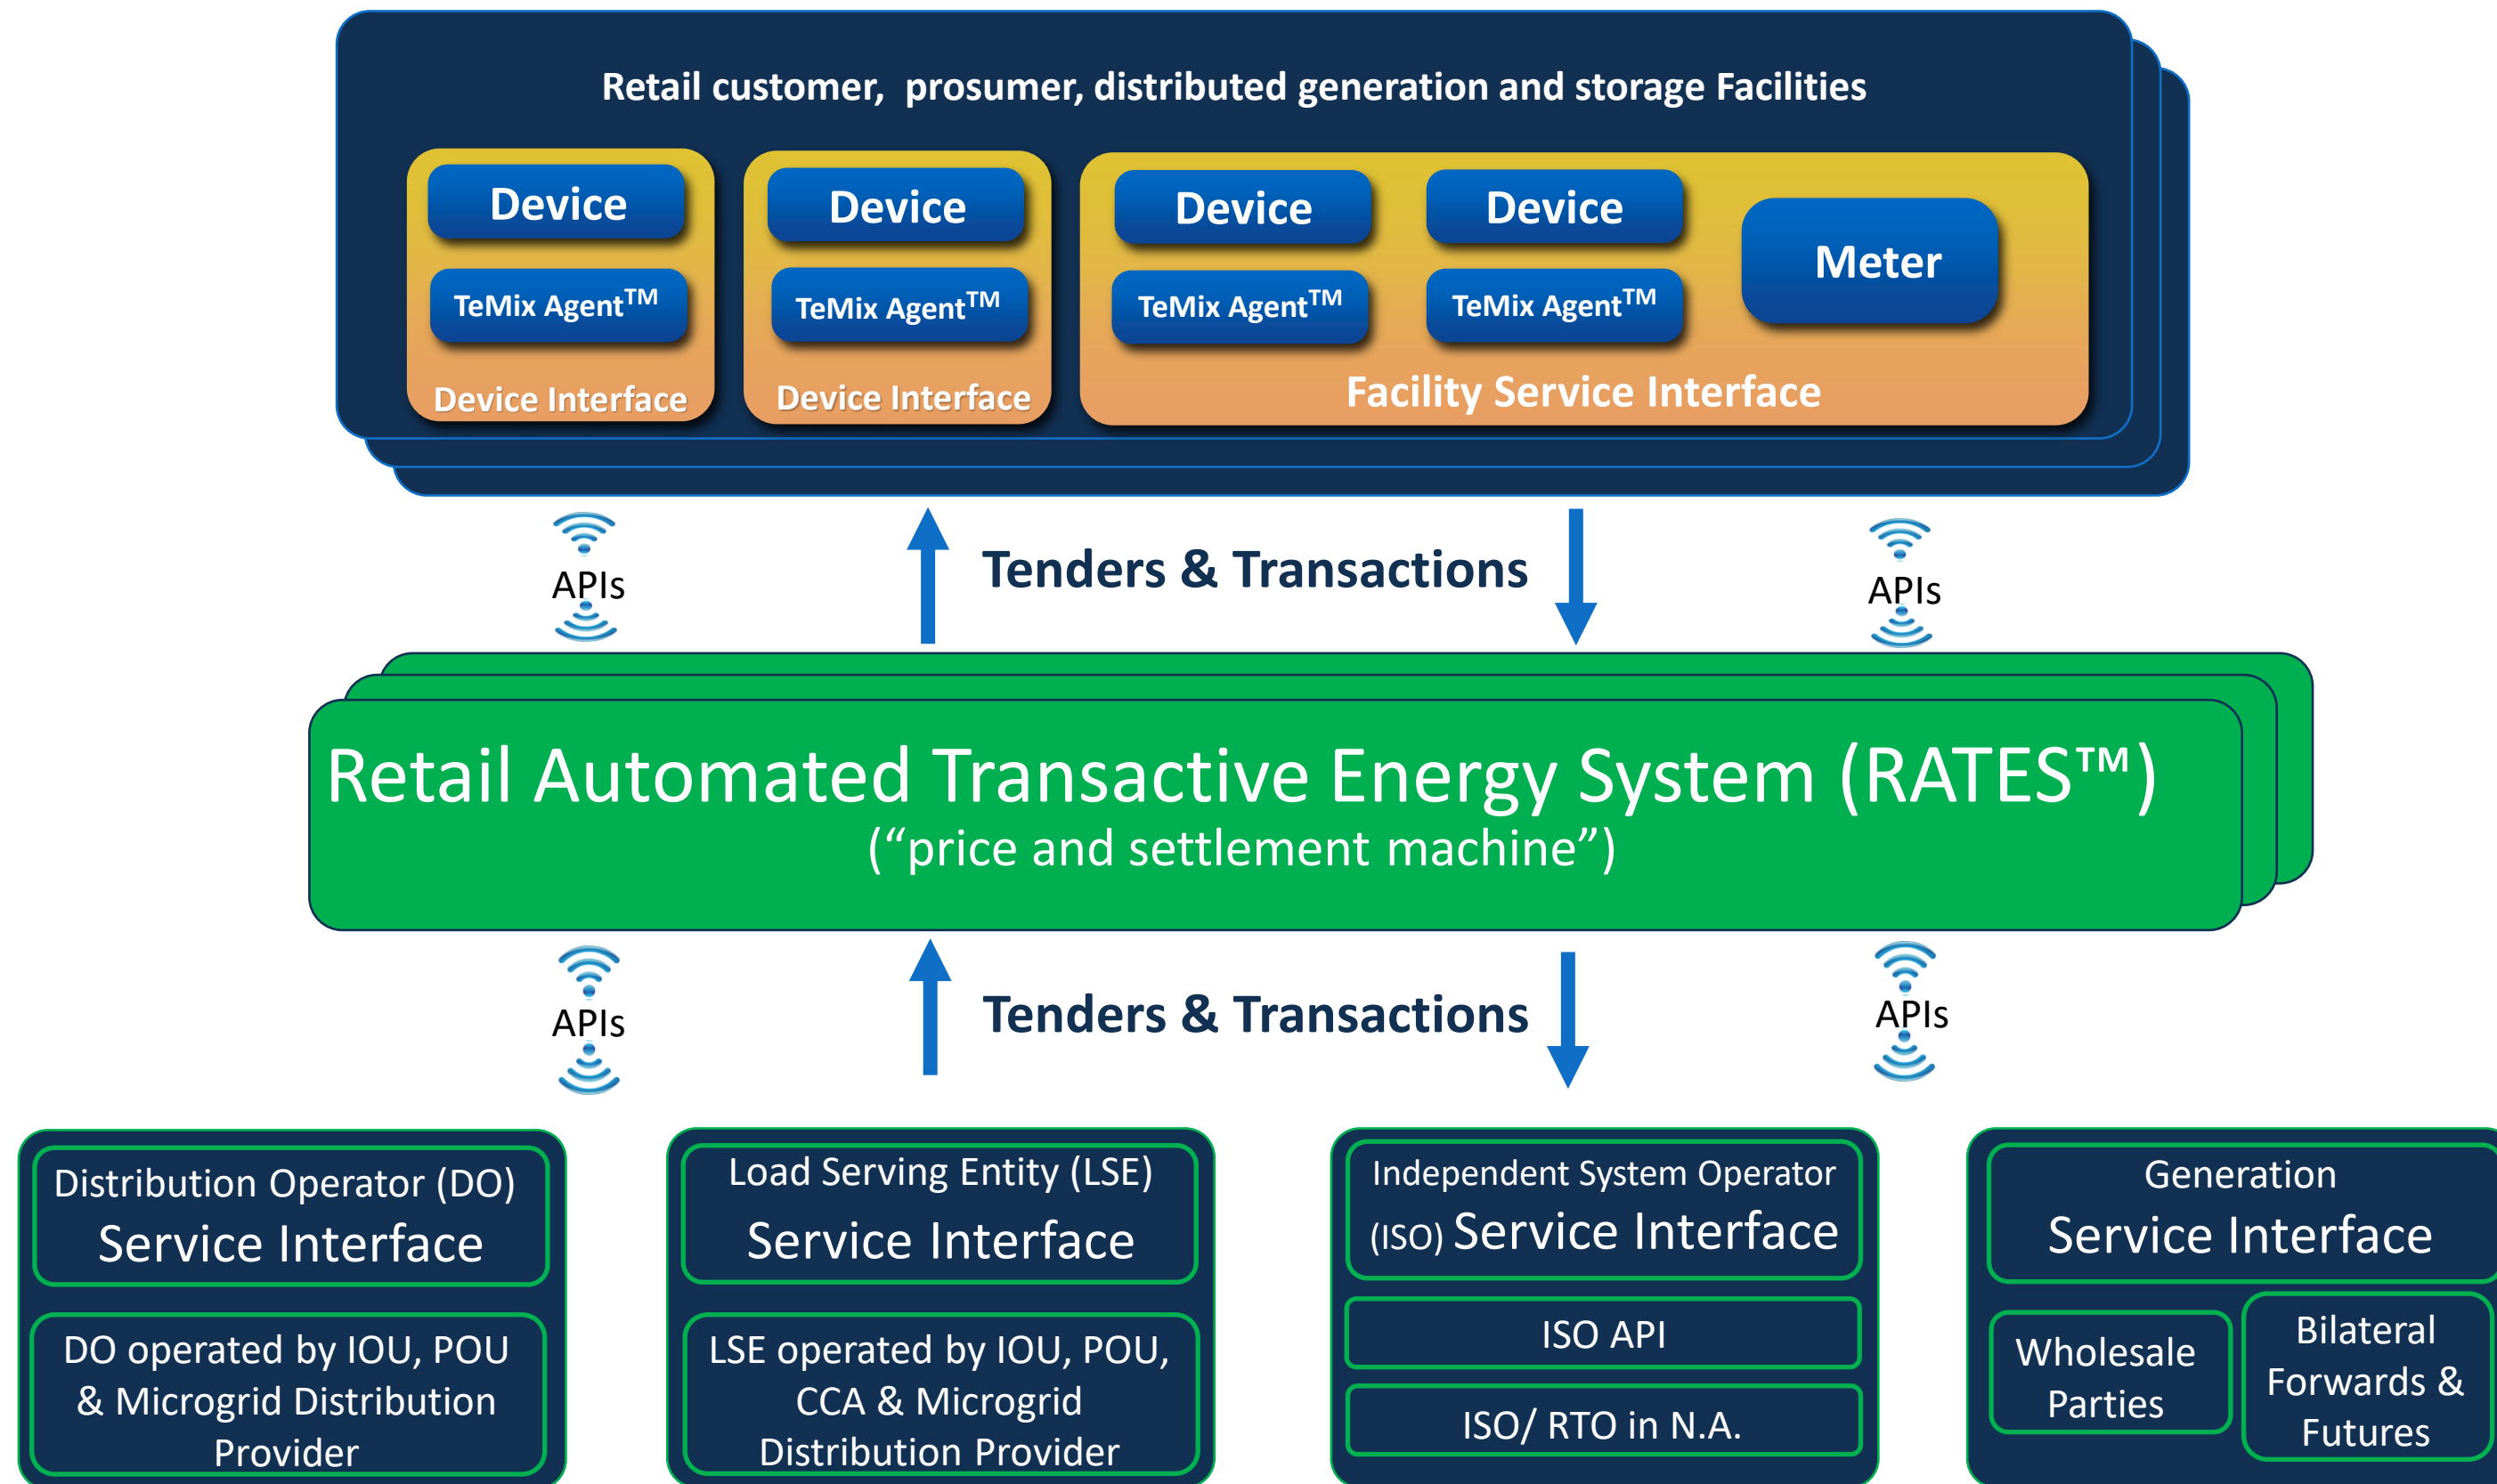 Retail customer, prosumer, distributed generation and storage Facilities
Device
TeMix Agent™
Device Interface
Device
TeMix Agent™
Device Interface
Device
TeMix Agent™
Device
TeMix Agent™
Meter
Facility Service Interface
APIs
Tenders & Transactions
APIs
Retail Automated Transactive Energy System (RATES™)
(“price and settlement machine”)
APIs
Tenders & Transactions
APIs
Distribution Operator (DO)
Service Interface
DO operated by IOU, POU
& Microgrid Distribution
Provider
Load Serving Entity (LSE)
Service Interface
LSE operated by IOU, POU,
CCA & Microgrid
Distribution Provider
Independent System Operator
(ISO) Service Interface
ISO API
ISO/ RTO in N.A.
Generation
Service Interface
Wholesale
Parties
Bilateral
Forwards &
Futures